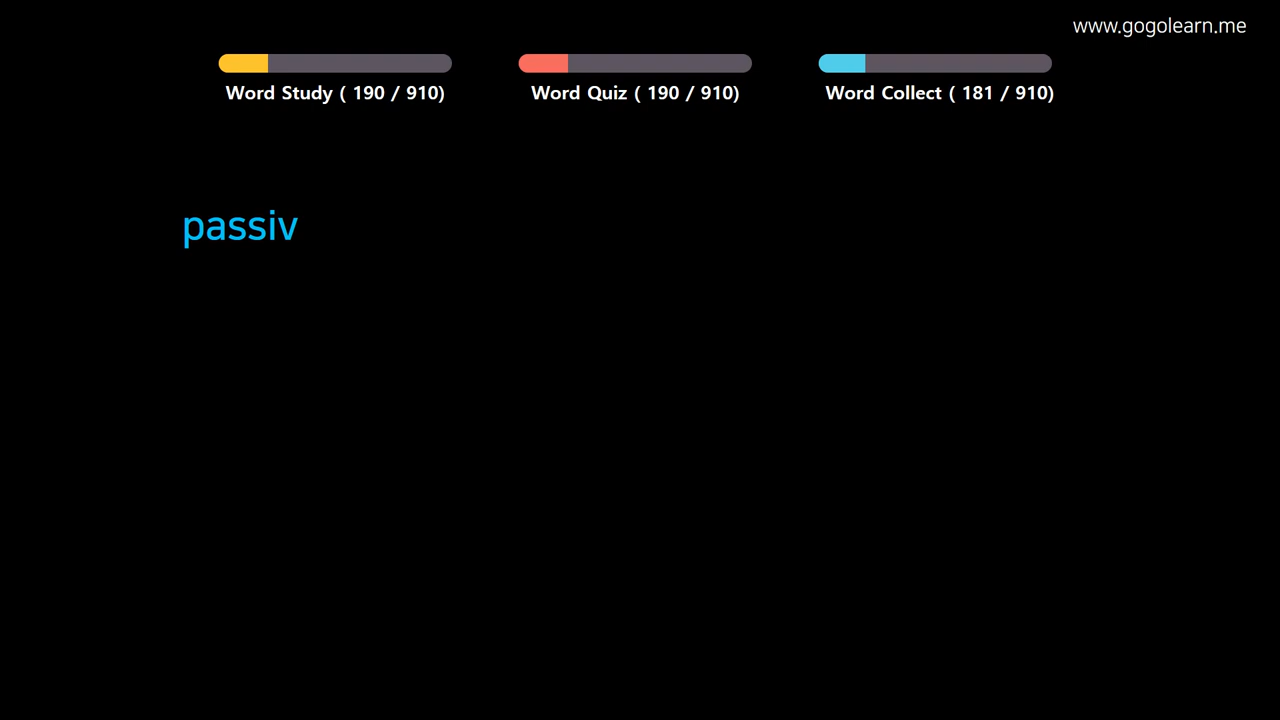 www.gogolearn.me
Word Study ( 190 / 910)
Word Quiz ( 190 / 910)
Word Collect ( 181 / 910)
passiv